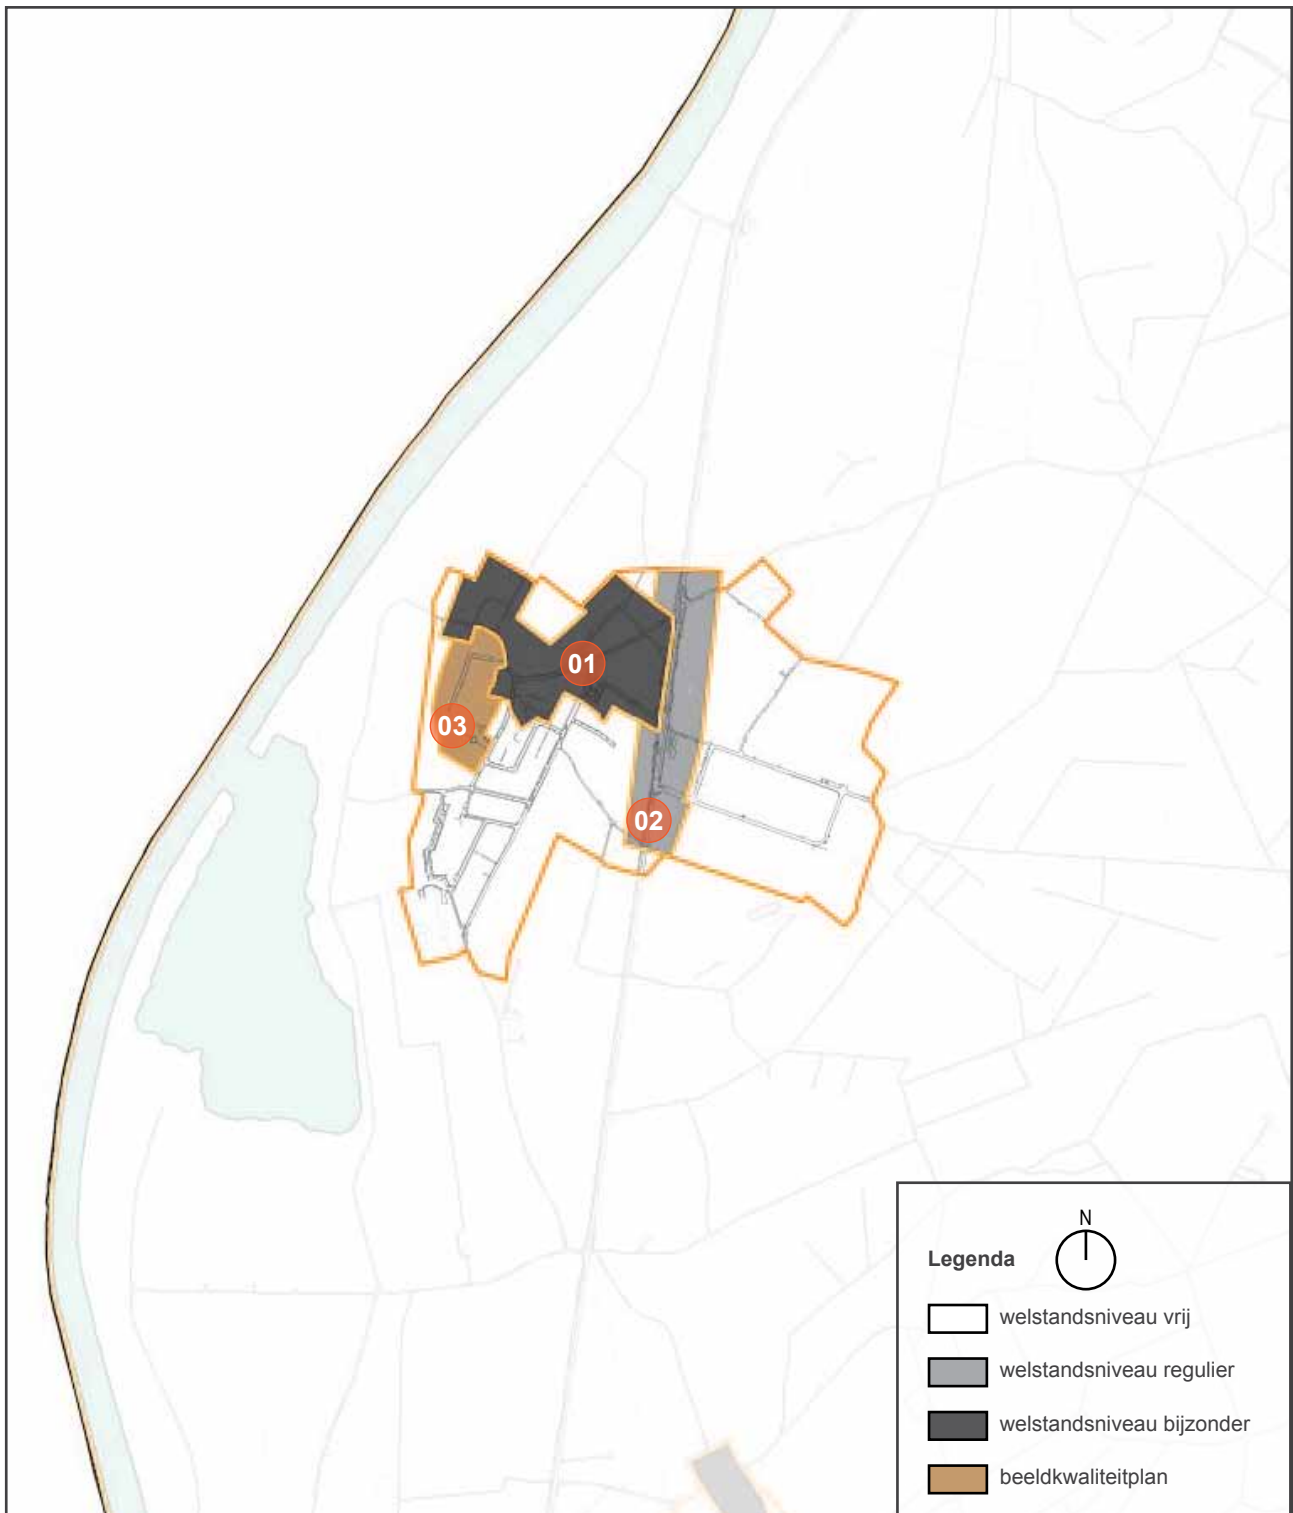 01
03
02
N
Legenda
welstandsniveau vrij
welstandsniveau regulier
welstandsniveau bijzonder
beeldkwaliteitplan